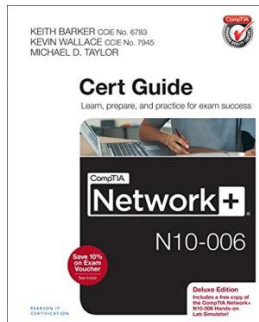 KEITH BARKER CCIE No. 6783
KEVIN WALLACE CCIE No. 7945
MICHAEL D. TAYLOR
CompTIA
Cert Guide
Learn, prepare, and practice for exam success
CompTIA
Network+
N10-006
Save 10%
on Exam
Voucher
Deluxe Edition
Includes a free copy of
the CompTIA Network+
N10-006 Hands-on
Lab Simulator!
PEARSON IT
CERTIFICATION